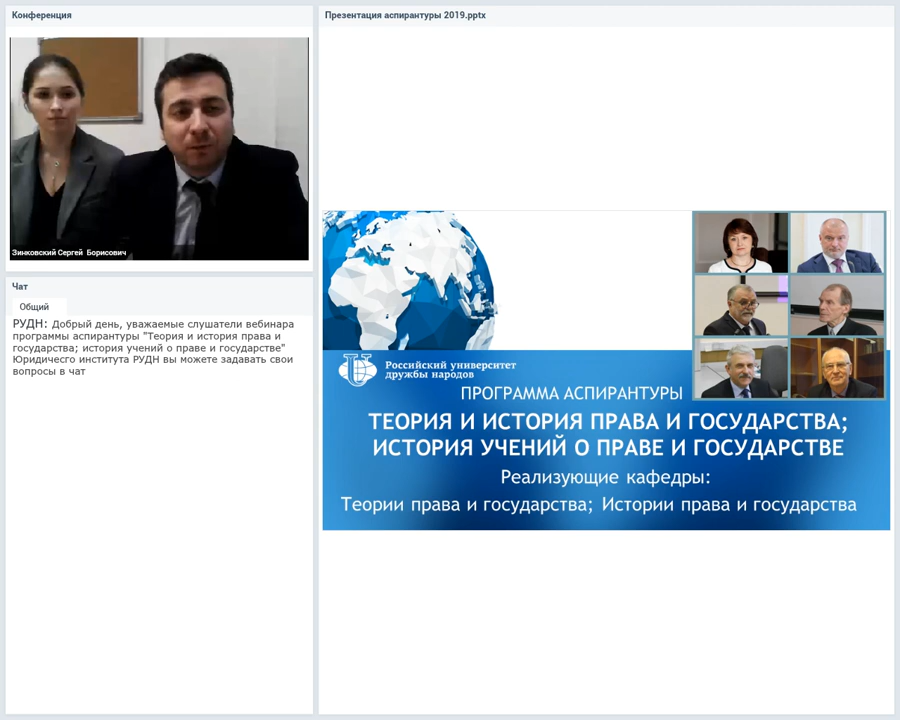 Конференция
Зинковский Сергей Борисович
Чат
Общий
РУДН: Добрый день, уважаемые слушатели вебинара
программы аспирантуры "Теория и история права и
государства; история учений о праве и государстве"
Юридичесго института РУДН вы можете задавать свои
вопросы в чат
Презентация аспирантуры 2019.pptx
Российский университет
дружбы народов
ПРОГРАММА АСПИРАНТУРЫ
ТЕОРИЯ И ИСТОРИЯ ПРАВА И ГОСУДАРСТВА;
ИСТОРИЯ УЧЕНИЙ О ПРАВЕ И ГОСУДАРСТВЕ
Реализующие кафедры:
Теории права и государства; Истории права и государства